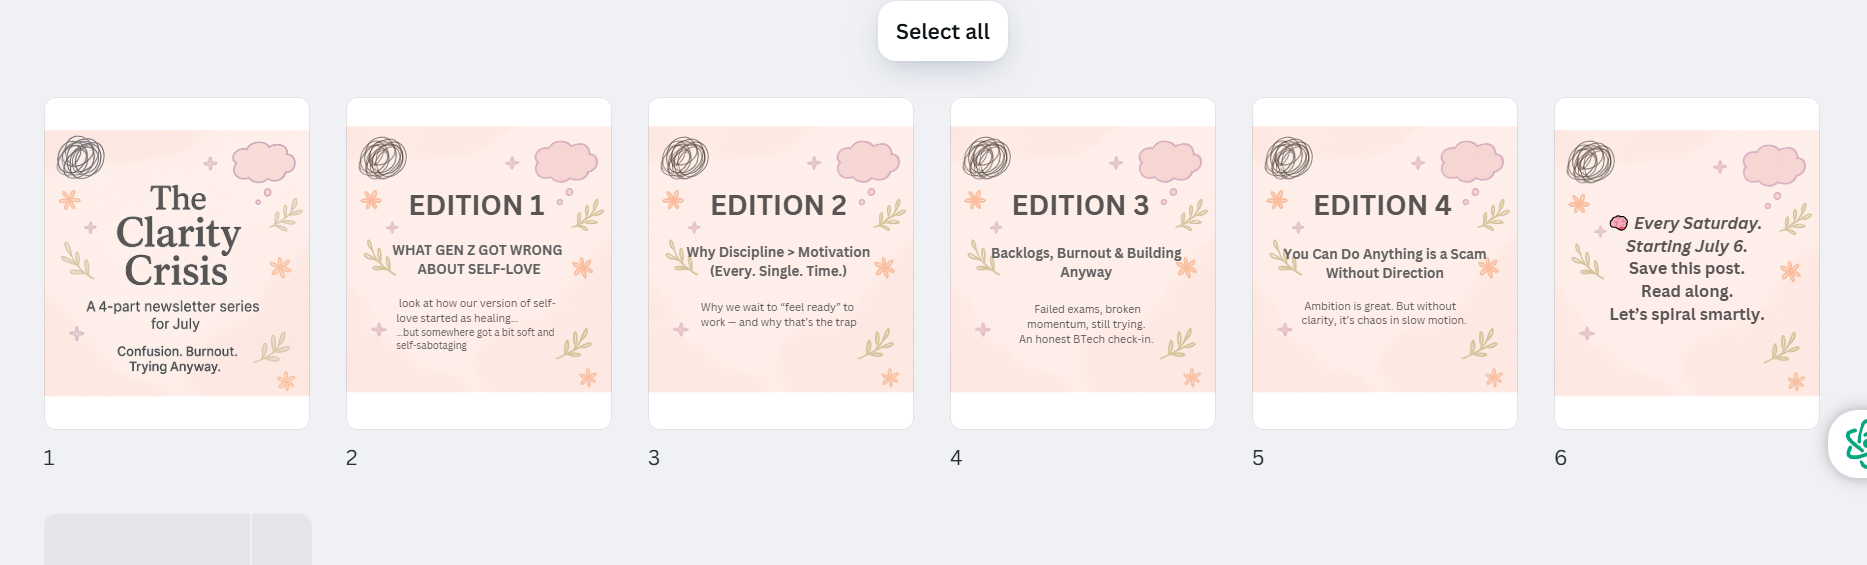 Select all
The
Clarity
Crisis
A 4-part newsletter series
for July
Confusion. Burnout.
Trying Anyway.
1
EDITION 1
WHAT GEN Z GOT WRONG
ABOUT SELF-LOVE
look at how our version of self-
love started as healing...
...but somewhere got a bit soft and
self-sabotaging
2
EDITION 2
Why Discipline > Motivation
(Every. Single. Time.)
Why we wait to “feel ready” to
work — and why that’s the trap
3
EDITION 3
Backlogs, Burnout & Building
Anyway
Failed exams, broken
momentum, still trying.
An honest BTech check-in.
4
EDITION 4
You Can Do Anything is a Scam
Without Direction
Ambition is great. But without
clarity, it’s chaos in slow motion.
5
🧠 Every Saturday.
Starting July 6.
Save this post.
Read along.
Let’s spiral smartly.
6